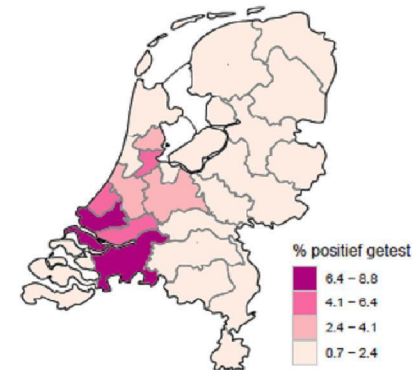 % positief getest
6.4 – 8.8
4.1 – 6.4
2.4 – 4.1
0.7 – 2.4